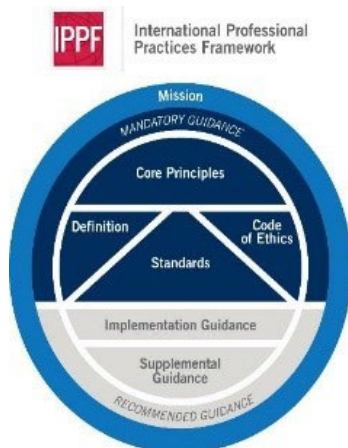 IPPF
International Professional
Practices Framework
Mission
MANDATORY GUIDANCE
Core Principles
Definition
Code
of Ethics
Standards
Implementation Guidance
Supplemental
Guidance
RECOMMENDED GUIDANCE